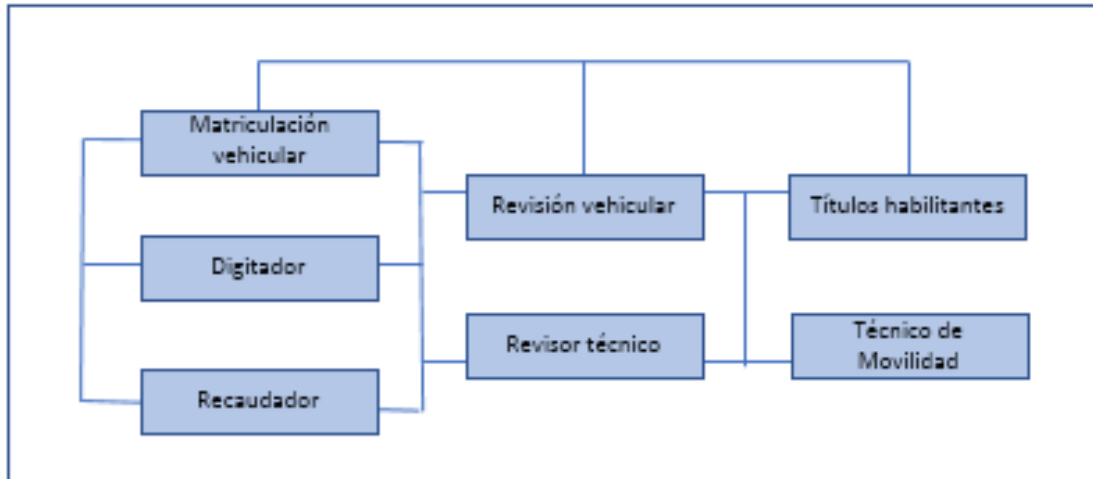 Matriculación
vehicular
Digitador
Recaudador
Revisión vehicular
Revisor técnico
Títulos habilitantes
Técnico de
Movilidad